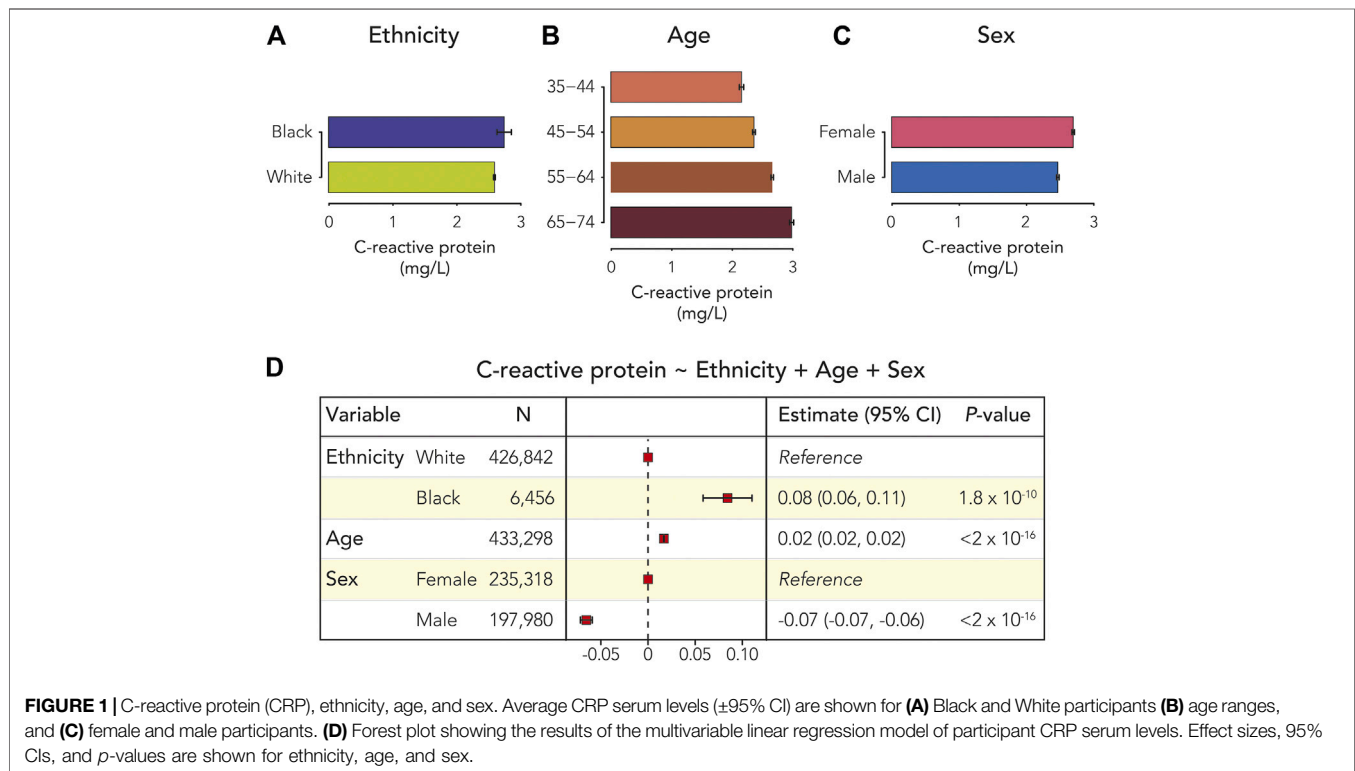 A Ethnicity
Black
White
0 1 2 3
C-reactive protein
(mg/L)
B Age
35–44
45–54
55–64
65–74
0 1 2 3
C-reactive protein
(mg/L)
C Sex
Female
Male
0 1 2 3
C-reactive protein
(mg/L)
D C-reactive protein ~ Ethnicity + Age + Sex
Variable N Estimate (95% CI) P-value
Ethnicity White 426,842 Reference
Black 6,456 0.08 (0.06, 0.11) 1.8 x 10⁻¹⁰
Age 433,298 0.02 (0.02, 0.02) <2 x 10⁻¹⁶
Sex Female 235,318 Reference
Male 197,980 -0.07 (-0.07, -0.06) <2 x 10⁻¹⁶
-0.05 0 0.05 0.10
FIGURE 1 | C-reactive protein (CRP), ethnicity, age, and sex. Average CRP serum levels (±95% CI) are shown for (A) Black and White participants (B) age ranges,
and (C) female and male participants. (D) Forest plot showing the results of the multivariable linear regression model of participant CRP serum levels. Effect sizes, 95%
CIs, and p-values are shown for ethnicity, age, and sex.